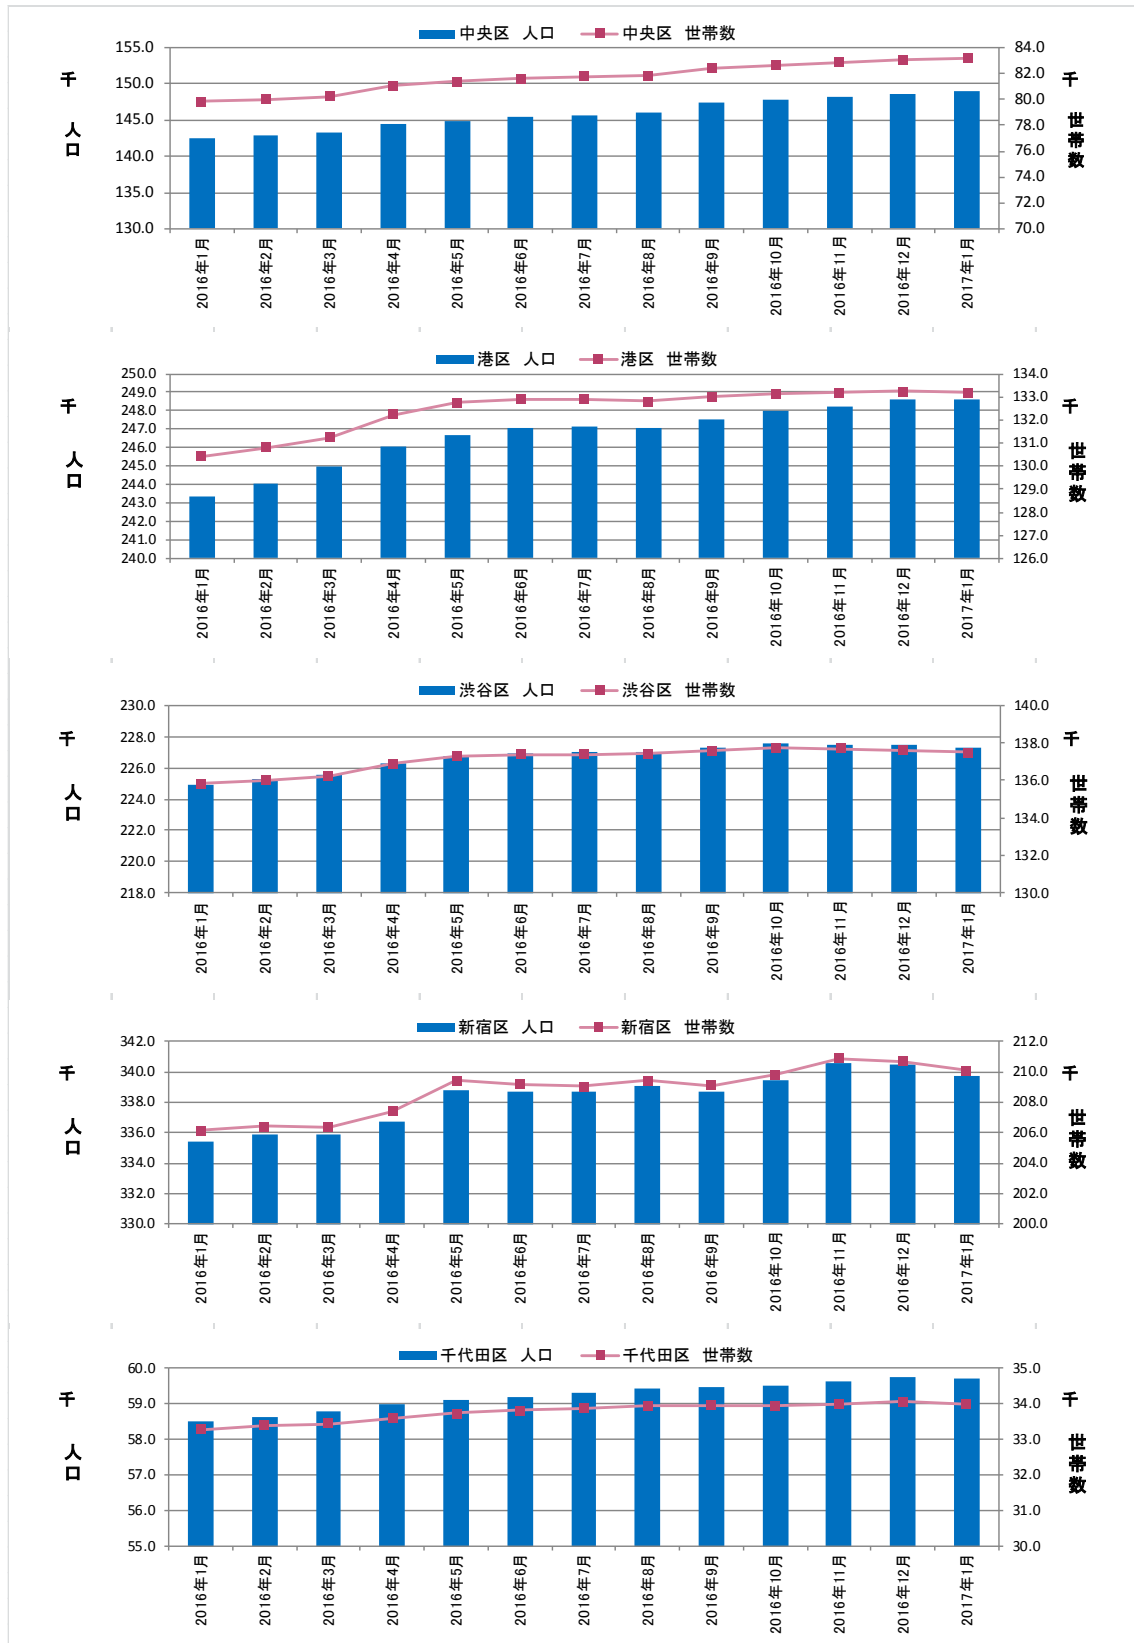 中央区　人口　中央区　世帯数
155.0
150.0
145.0
140.0
135.0
130.0
千
人口
84.0
82.0
80.0
78.0
76.0
74.0
72.0
70.0
千
世帯数
2016年1月
2016年2月
2016年3月
2016年4月
2016年5月
2016年6月
2016年7月
2016年8月
2016年9月
2016年10月
2016年11月
2016年12月
2017年1月
港区　人口　港区　世帯数
250.0
249.0
248.0
247.0
246.0
245.0
244.0
243.0
242.0
241.0
240.0
千
人口
134.0
133.0
132.0
131.0
130.0
129.0
128.0
127.0
126.0
千
世帯数
2016年1月
2016年2月
2016年3月
2016年4月
2016年5月
2016年6月
2016年7月
2016年8月
2016年9月
2016年10月
2016年11月
2016年12月
2017年1月
渋谷区　人口　渋谷区　世帯数
230.0
228.0
226.0
224.0
222.0
220.0
218.0
千
人口
140.0
138.0
136.0
134.0
132.0
130.0
千
世帯数
2016年1月
2016年2月
2016年3月
2016年4月
2016年5月
2016年6月
2016年7月
2016年8月
2016年9月
2016年10月
2016年11月
2016年12月
2017年1月
新宿区　人口　新宿区　世帯数
342.0
340.0
338.0
336.0
334.0
332.0
330.0
千
人口
212.0
210.0
208.0
206.0
204.0
202.0
200.0
千
世帯数
2016年1月
2016年2月
2016年3月
2016年4月
2016年5月
2016年6月
2016年7月
2016年8月
2016年9月
2016年10月
2016年11月
2016年12月
2017年1月
千代田区　人口　千代田区　世帯数
60.0
59.0
58.0
57.0
56.0
55.0
千
人口
35.0
34.0
33.0
32.0
31.0
30.0
千
世帯数
2016年1月
2016年2月
2016年3月
2016年4月
2016年5月
2016年6月
2016年7月
2016年8月
2016年9月
2016年10月
2016年11月
2016年12月
2017年1月